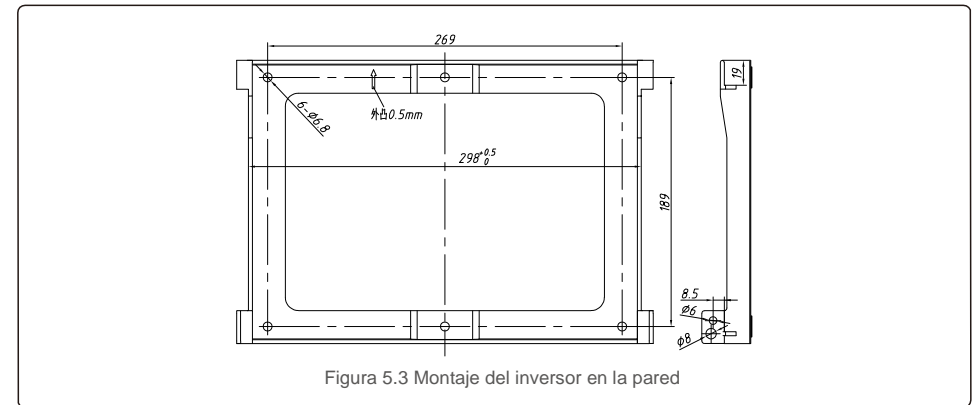 269
19
外凸0.5mm
6-Ø6.8
298 +0.5 0
189
8.5
Ø6
Ø8
Figura 5.3 Montaje del inversor en la pared